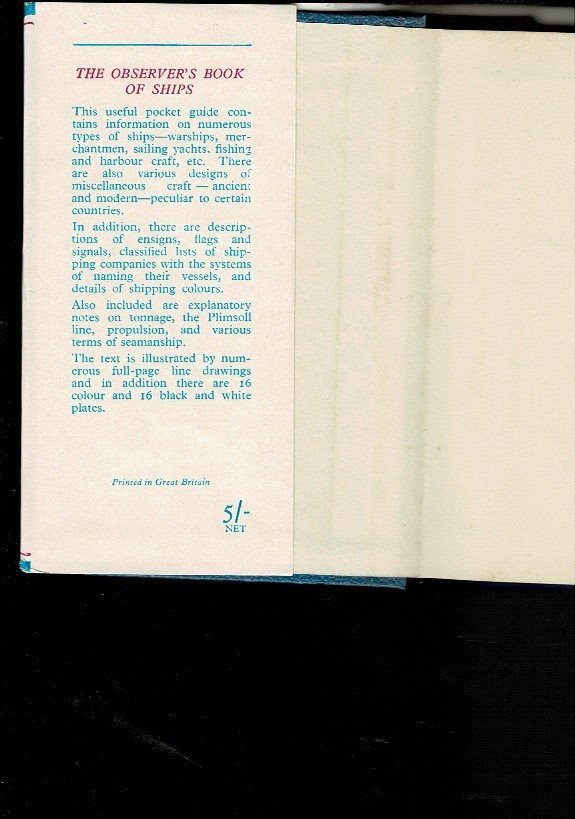 THE OBSERVER'S BOOK
OF SHIPS
This useful pocket guide con-
tains information on numerous
types of ships—warships, mer-
chantmen, sailing yachts, fishing
and harbour craft, etc. There
are also various designs of
miscellaneous craft — ancient
and modern—peculiar to certain
countries.
In addition, there are descrip-
tions of ensigns, flags and
signals, classified lists of ship-
ping companies with the systems
of naming their vessels, and
details of shipping colours.
Also included are explanatory
notes on tonnage, the Plimsoll
line, propulsion, and various
terms of seamanship.
The text is illustrated by num-
erous full-page line drawings
and in addition there are 16
colour and 16 black and white
plates.
Printed in Great Britain
5/-
NET